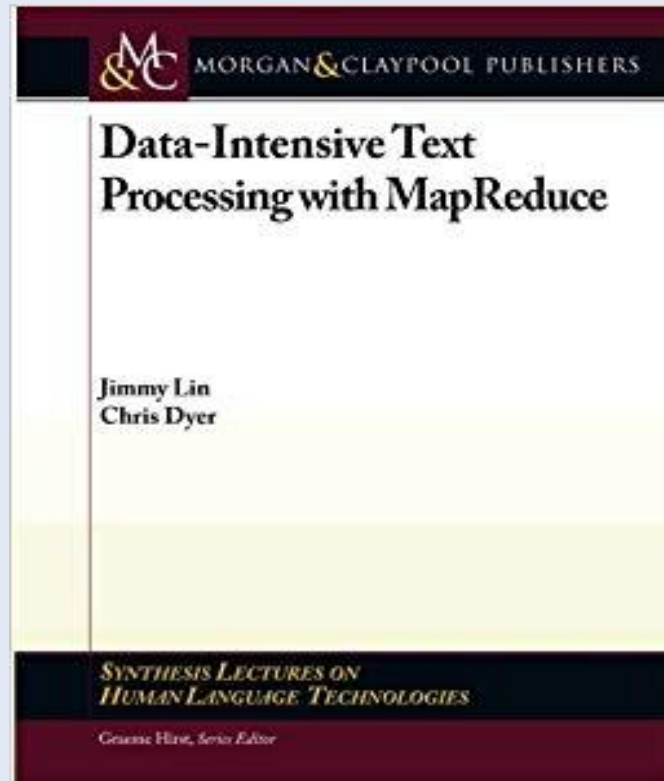 M&C MORGAN&CLAYPOOL PUBLISHERS
Data-Intensive Text
Processing with MapReduce
Jimmy Lin
Chris Dyer
SYNTHESIS LECTURES ON
HUMAN LANGUAGE TECHNOLOGIES
Graeme Hirst, Series Editor